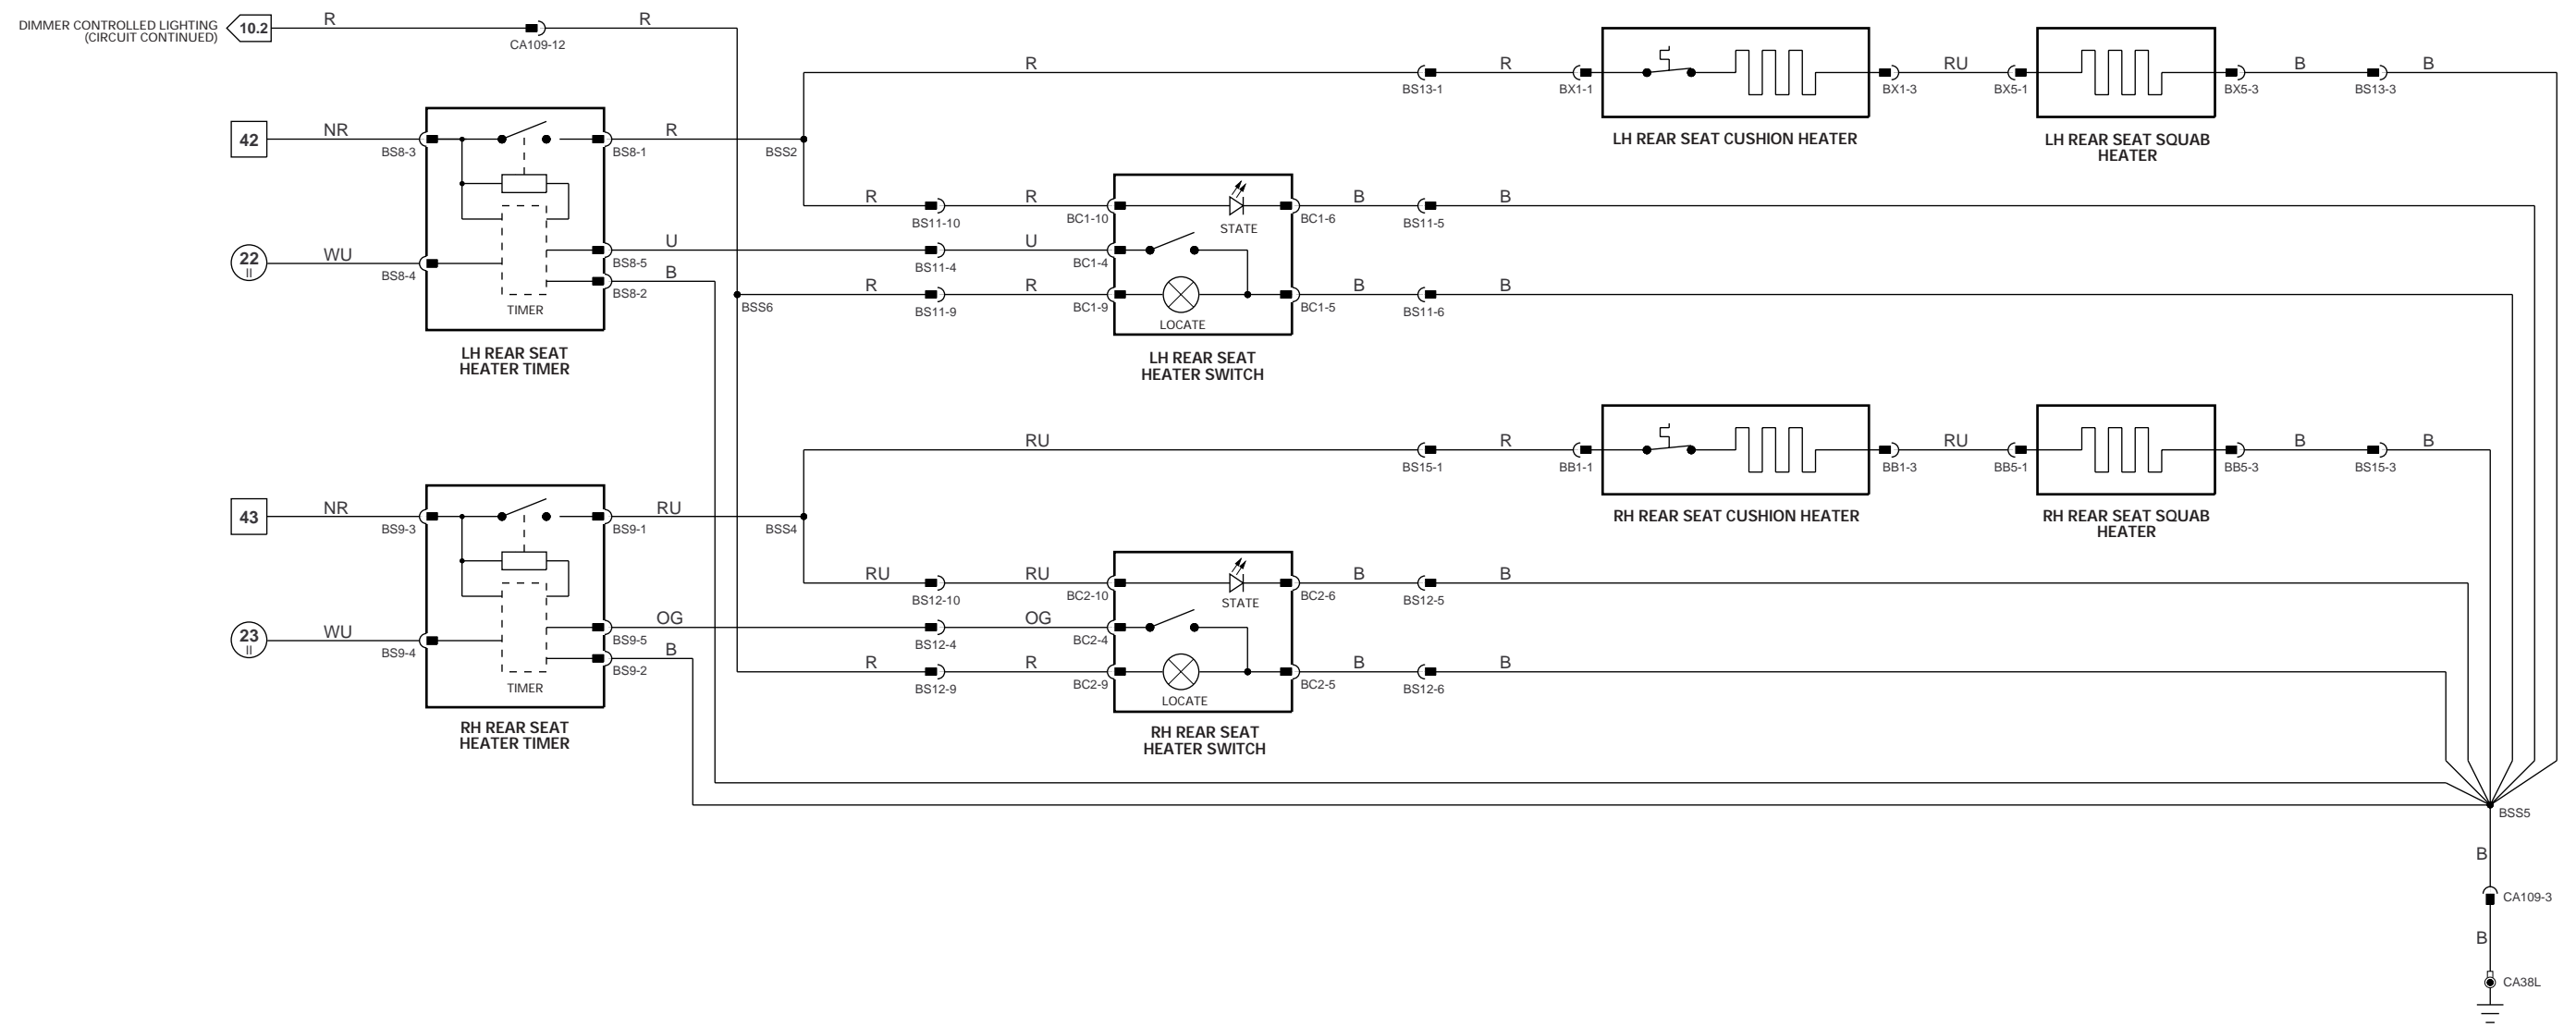 DIMMER CONTROLLED LIGHTING
(CIRCUIT CONTINUED)
10.2
R
CA109-12
R
R
BS13-1
R
BX1-1
BX1-3
RU
BX5-1
BX5-3
B
BS13-3
B
LH REAR SEAT CUSHION HEATER
LH REAR SEAT SQUAB
HEATER
42
NR
BS8-3
BS8-1
R
BSS2
R
BS11-10
R
BC1-10
STATE
BC1-6
B
BS11-5
B
22
II
WU
BS8-4
BS8-5
U
BS11-4
U
BC1-4
BS8-2
B
TIMER
BSS6
R
BS11-9
R
BC1-9
LOCATE
BC1-5
B
BS11-6
B
LH REAR SEAT
HEATER TIMER
LH REAR SEAT
HEATER SWITCH
RU
BS15-1
R
BB1-1
BB1-3
RU
BB5-1
BB5-3
B
BS15-3
B
RH REAR SEAT CUSHION HEATER
RH REAR SEAT SQUAB
HEATER
43
NR
BS9-3
BS9-1
RU
BSS4
RU
BS12-10
RU
BC2-10
STATE
BC2-6
B
BS12-5
B
23
II
WU
BS9-4
BS9-5
OG
BS12-4
OG
BC2-4
BS9-2
B
TIMER
R
BS12-9
R
BC2-9
LOCATE
BC2-5
B
BS12-6
B
RH REAR SEAT
HEATER TIMER
RH REAR SEAT
HEATER SWITCH
BSS5
B
CA109-3
B
CA38L